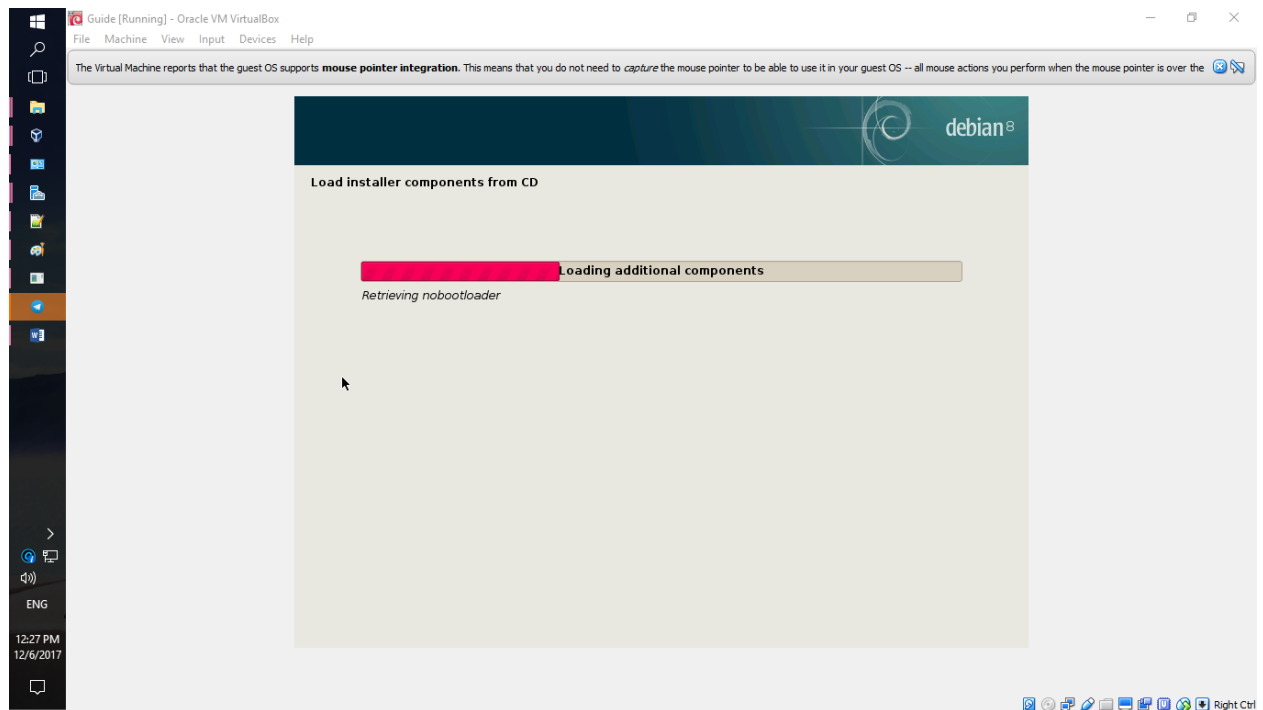 Guide [Running] - Oracle VM VirtualBox
File Machine View Input Devices Help
The Virtual Machine reports that the guest OS supports mouse pointer integration. This means that you do not need to capture the mouse pointer to be able to use it in your guest OS -- all mouse actions you perform when the mouse pointer is over the
debian 8
Load installer components from CD
Loading additional components
Retrieving nobootloader
ENG
12:27 PM
12/6/2017
Right Ctrl